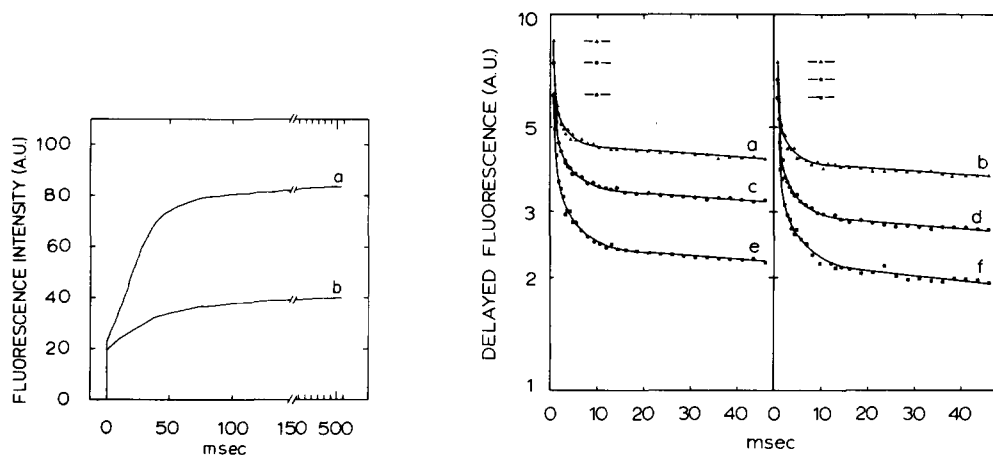 FLUORESCENCE INTENSITY (A.U.)
100
80
60
40
20
0
a
b
0
50
100
150
500
msec
DELAYED FLUORESCENCE (A.U.)
10
5
3
2
1
a
c
e
b
d
f
0
10
20
30
40
0
10
20
30
40
msec